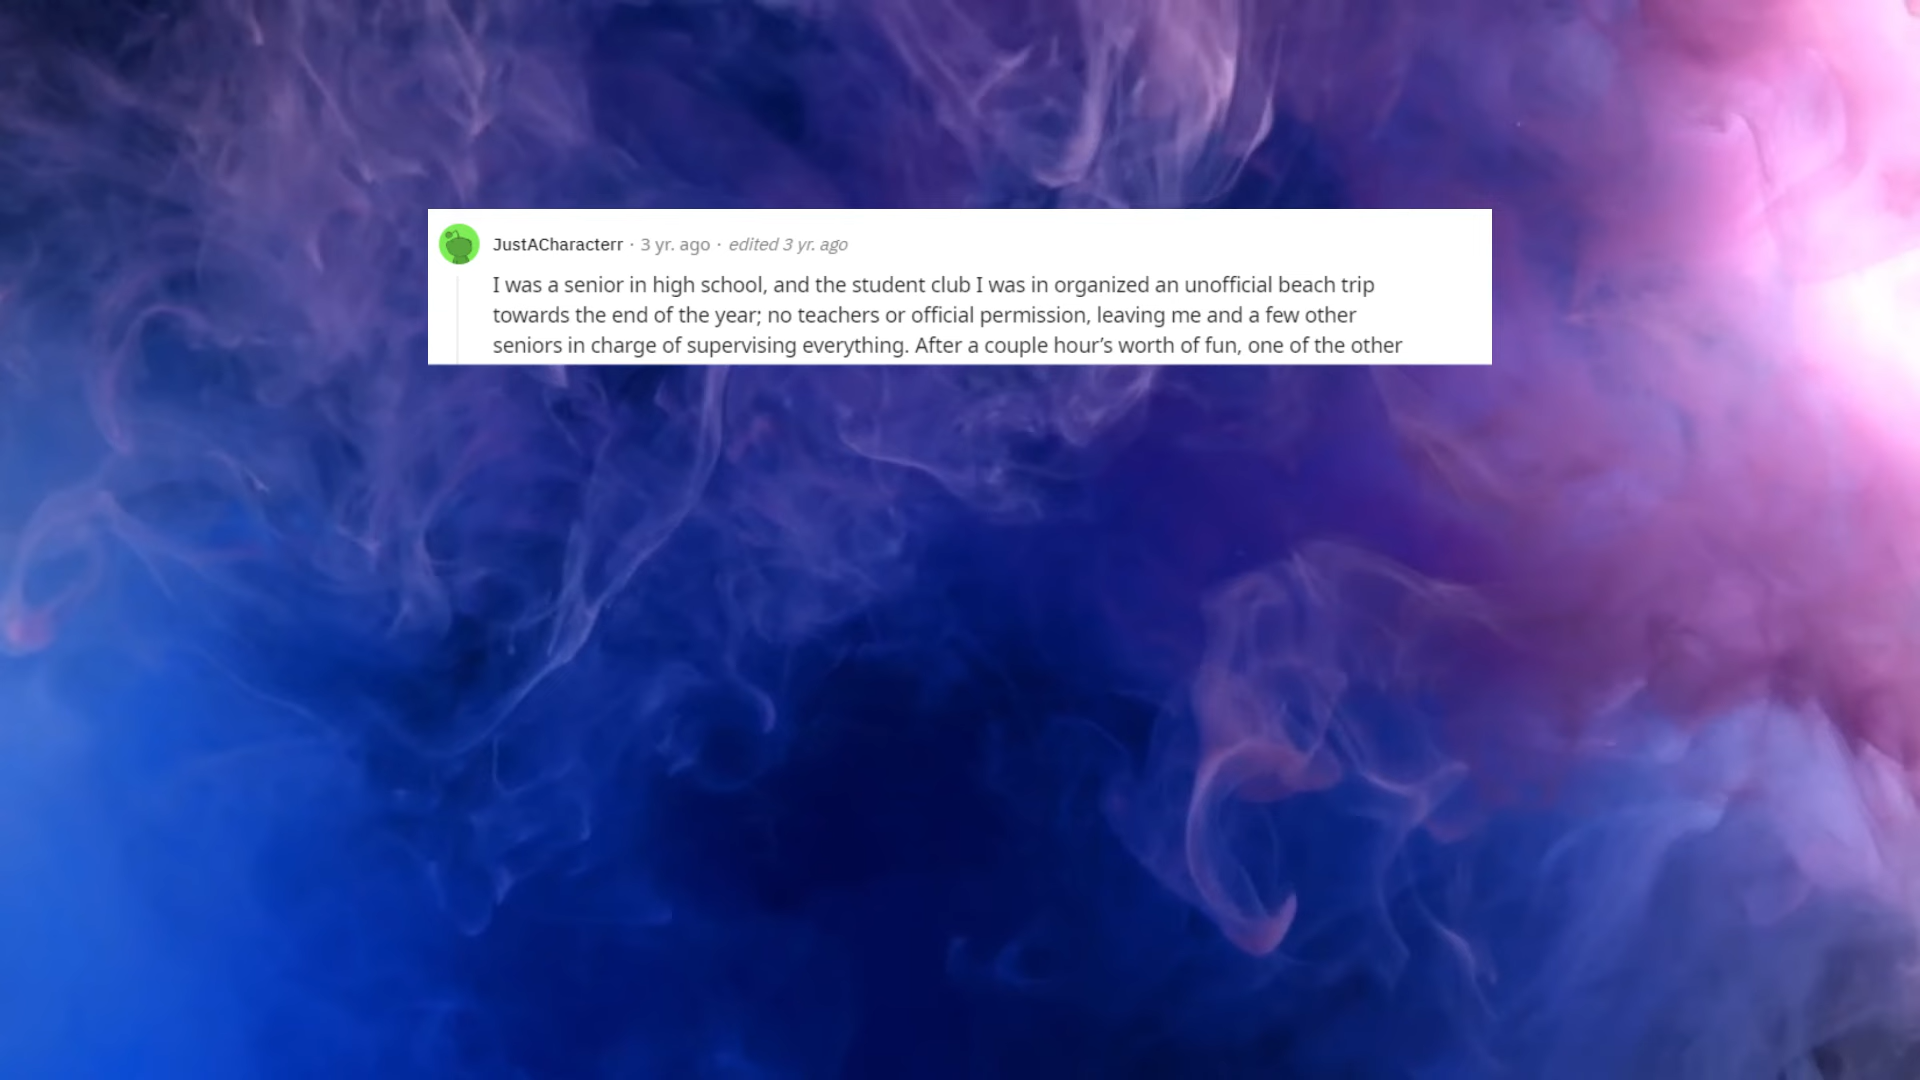 JustACharacterr · 3 yr. ago · edited 3 yr. ago
I was a senior in high school, and the student club I was in organized an unofficial beach trip
towards the end of the year; no teachers or official permission, leaving me and a few other
seniors in charge of supervising everything. After a couple hour’s worth of fun, one of the other